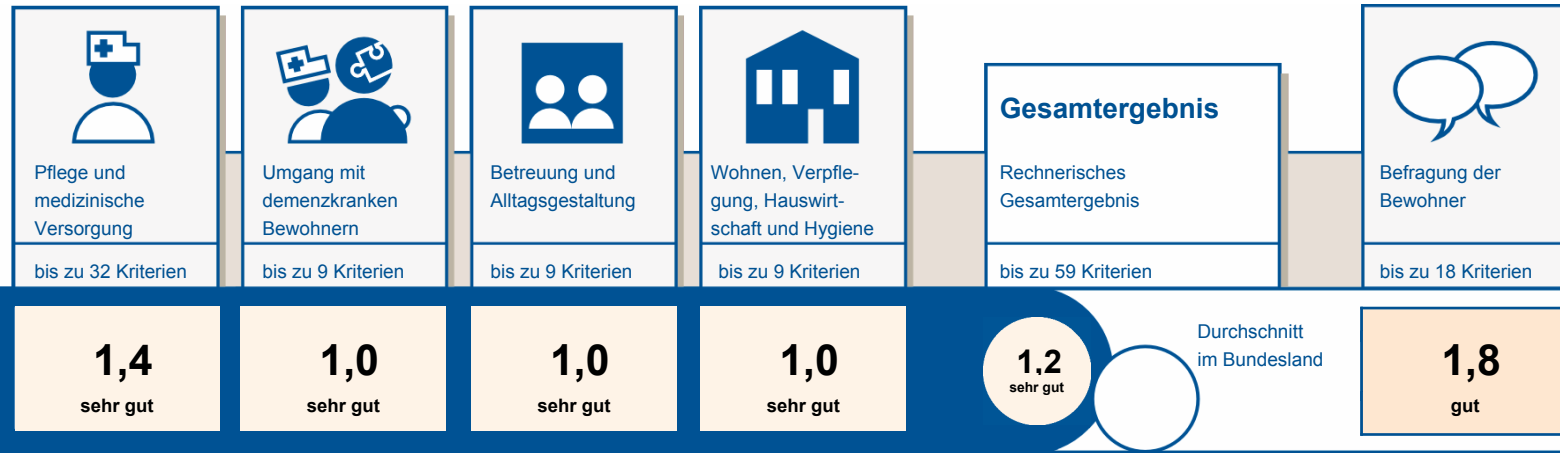 Pflege und
medizinische
Versorgung
bis zu 32 Kriterien
1,4
sehr gut
Umgang mit
demenzkranken
Bewohnern
bis zu 9 Kriterien
1,0
sehr gut
Betreuung und
Alltagsgestaltung
bis zu 9 Kriterien
1,0
sehr gut
Wohnen, Verpfle-
gung, Hauswirt-
schaft und Hygiene
bis zu 9 Kriterien
1,0
sehr gut
Gesamtergebnis
Rechnerisches
Gesamtergebnis
bis zu 59 Kriterien
1,2
sehr gut
Durchschnitt
im Bundesland
Befragung der
Bewohner
bis zu 18 Kriterien
1,8
gut